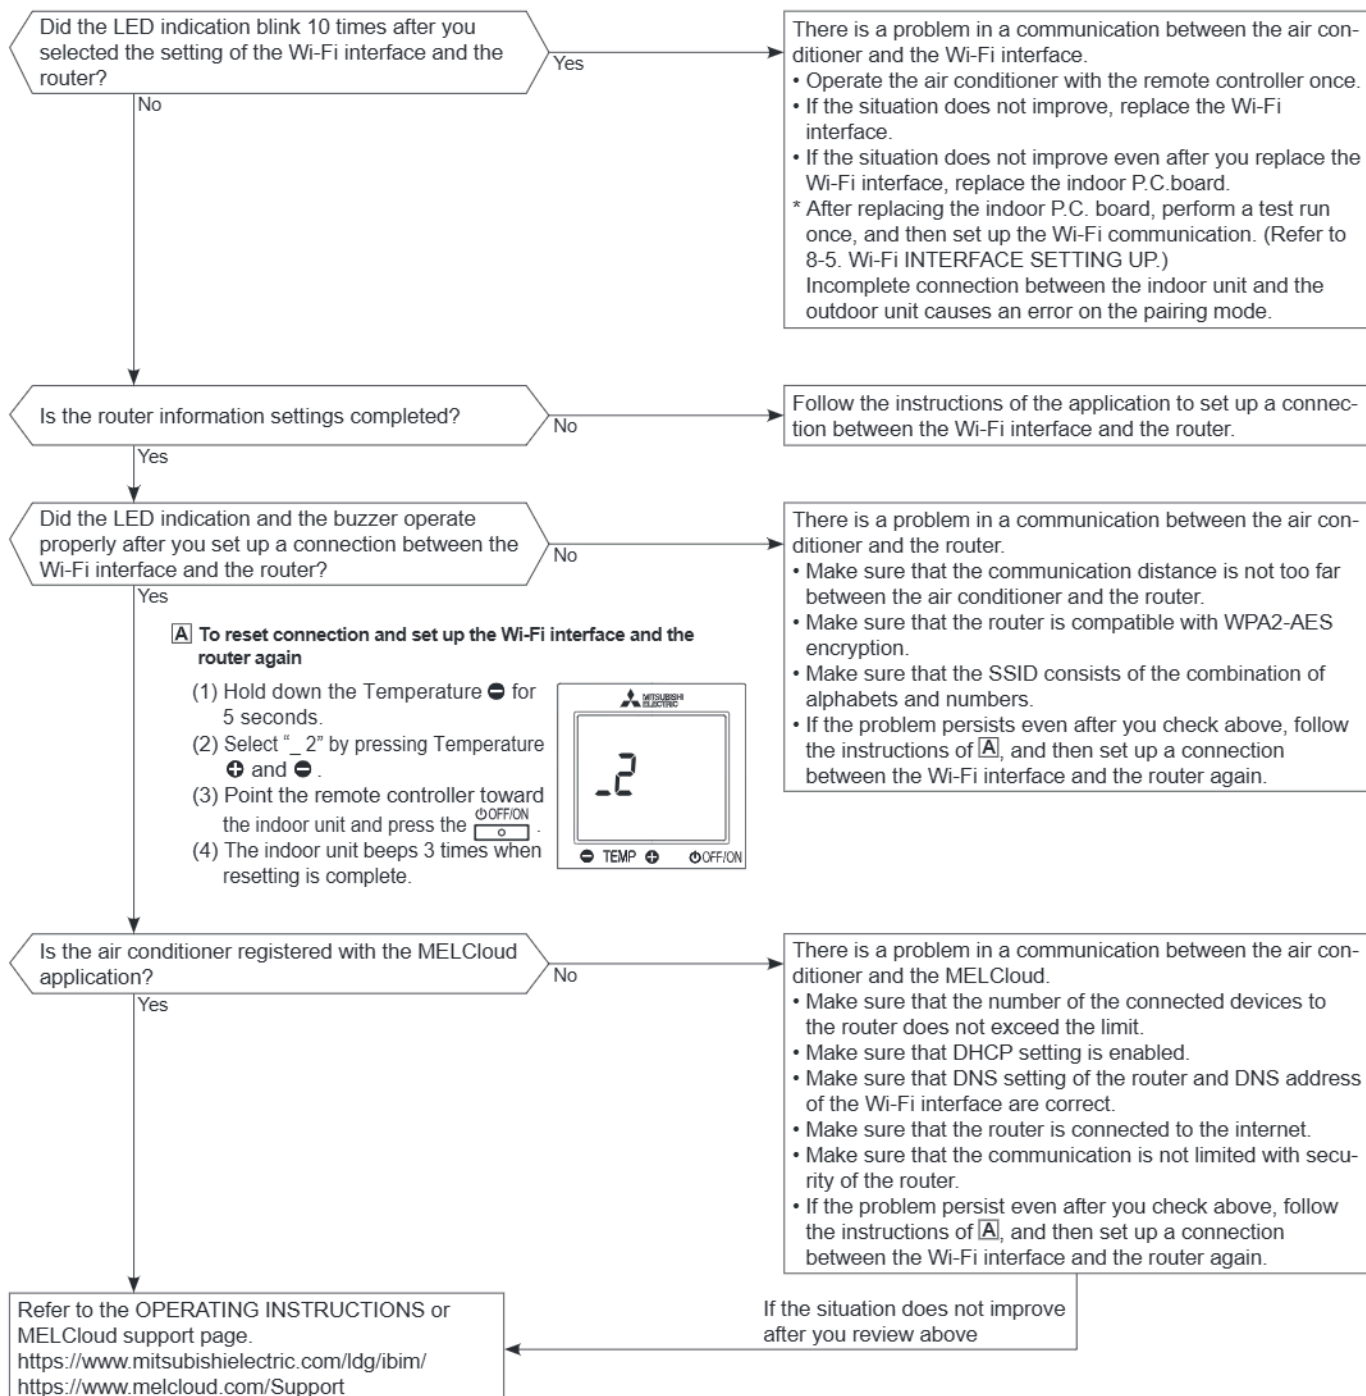 Did the LED indication blink 10 times after you
selected the setting of the Wi-Fi interface and the
router?
Yes
No
There is a problem in a communication between the air con-
ditioner and the Wi-Fi interface.
• Operate the air conditioner with the remote controller once.
• If the situation does not improve, replace the Wi-Fi
interface.
• If the situation does not improve even after you replace the
Wi-Fi interface, replace the indoor P.C.board.
* After replacing the indoor P.C. board, perform a test run
once, and then set up the Wi-Fi communication. (Refer to
8-5. Wi-Fi INTERFACE SETTING UP.)
Incomplete connection between the indoor unit and the
outdoor unit causes an error on the pairing mode.
Is the router information settings completed?
No
Yes
Follow the instructions of the application to set up a connec-
tion between the Wi-Fi interface and the router.
Did the LED indication and the buzzer operate
properly after you set up a connection between the
Wi-Fi interface and the router?
No
Yes
There is a problem in a communication between the air con-
ditioner and the router.
• Make sure that the communication distance is not too far
between the air conditioner and the router.
• Make sure that the router is compatible with WPA2-AES
encryption.
• Make sure that the SSID consists of the combination of
alphabets and numbers.
• If the problem persists even after you check above, follow
the instructions of A, and then set up a connection
between the Wi-Fi interface and the router again.
A To reset connection and set up the Wi-Fi interface and the
router again
(1) Hold down the Temperature ⊖ for
5 seconds.
(2) Select “_ 2” by pressing Temperature
⊕ and ⊖ .
(3) Point the remote controller toward
the indoor unit and press the ⏻OFF/ON .
(4) The indoor unit beeps 3 times when
resetting is complete.
MITSUBISHI
ELECTRIC
_2
⊖ TEMP ⊕ ⏻OFF/ON
Is the air conditioner registered with the MELCloud
application?
No
Yes
There is a problem in a communication between the air con-
ditioner and the MELCloud.
• Make sure that the number of the connected devices to
the router does not exceed the limit.
• Make sure that DHCP setting is enabled.
• Make sure that DNS setting of the router and DNS address
of the Wi-Fi interface are correct.
• Make sure that the router is connected to the internet.
• Make sure that the communication is not limited with secu-
rity of the router.
• If the problem persist even after you check above, follow
the instructions of A, and then set up a connection
between the Wi-Fi interface and the router again.
If the situation does not improve
after you review above
Refer to the OPERATING INSTRUCTIONS or
MELCloud support page.
https://www.mitsubishielectric.com/ldg/ibim/
https://www.melcloud.com/Support